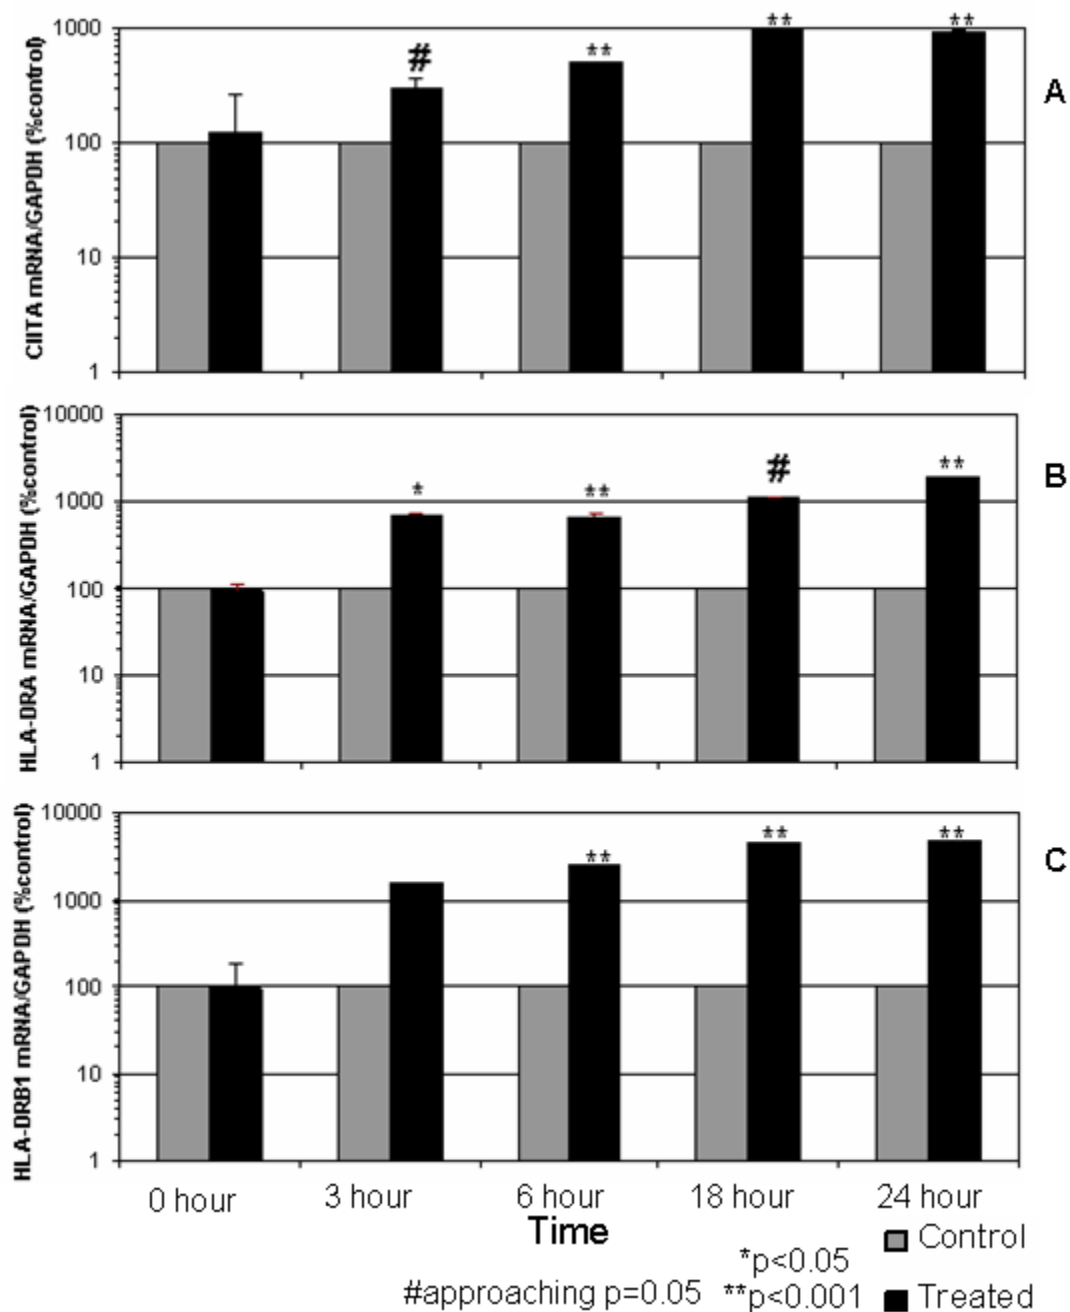 CIITA mRNA/GAPDH (%control)
1000
100
10
1
#
**
**
**
A
HLA-DRA mRNA/GAPDH (%control)
10000
1000
100
10
1
*
**
#
**
B
HLA-DRB1 mRNA/GAPDH (%control)
10000
1000
100
10
1
**
**
**
C
0 hour 3 hour 6 hour 18 hour 24 hour
Time
Control
*p<0.05
#approaching p=0.05 **p<0.001
Treated